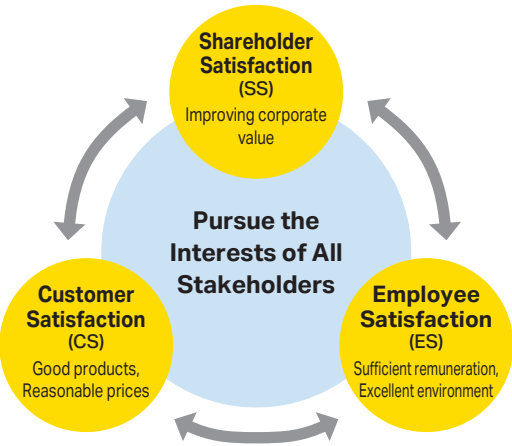 Shareholder
Satisfaction
(SS)
Improving corporate
value
Pursue the
Interests of All
Stakeholders
Customer
Satisfaction
(CS)
Good products,
Reasonable prices
Employee
Satisfaction
(ES)
Sufficient remuneration,
Excellent environment